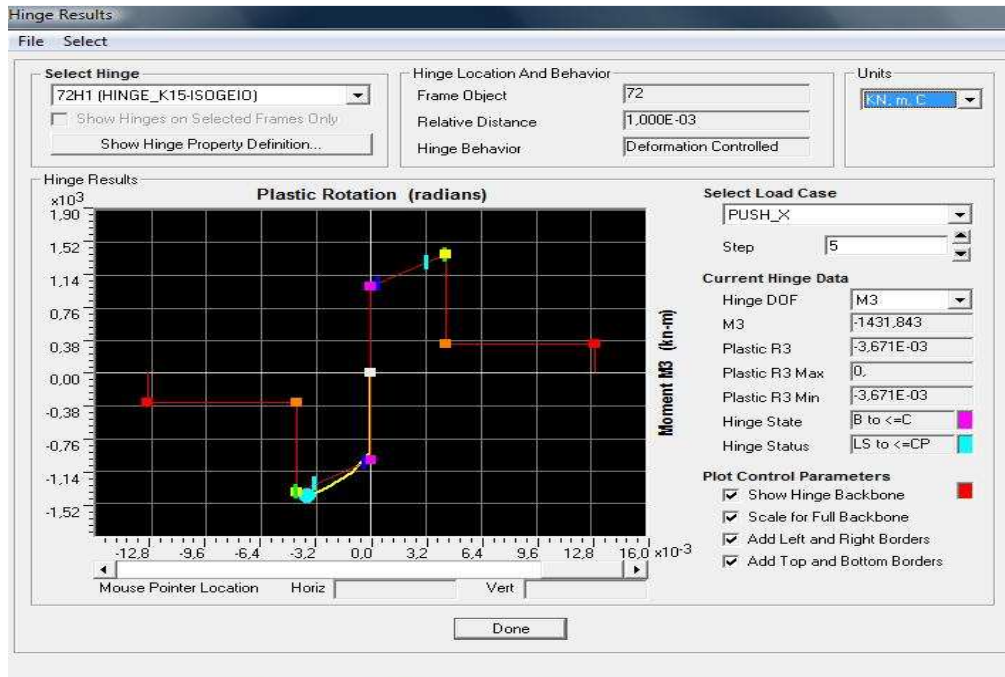 Hinge Results
File Select
Select Hinge
72H1 (HINGE_K15-ISOGEIO)
Show Hinges on Selected Frames Only
Show Hinge Property Definition...
Hinge Location And Behavior
Frame Object 72
Relative Distance 1,000E-03
Hinge Behavior Deformation Controlled
Units
KN, m, C
Hinge Results
x10³
Plastic Rotation (radians)
1,90
1,52
1,14
0,76
0,38
0,00
-0,38
-0,76
-1,14
-1,52
-12,8 -9,6 -6,4 -3,2 0,0 3,2 6,4 9,6 12,8 16,0 x10⁻³
Moment M3 (kn-m)
Mouse Pointer Location Horiz Vert
Select Load Case
PUSH_X
Step 5
Current Hinge Data
Hinge DOF M3
M3 -1431,843
Plastic R3 -3,671E-03
Plastic R3 Max 0,
Plastic R3 Min -3,671E-03
Hinge State B to <=C
Hinge Status LS to <=CP
Plot Control Parameters
Show Hinge Backbone
Scale for Full Backbone
Add Left and Right Borders
Add Top and Bottom Borders
Done